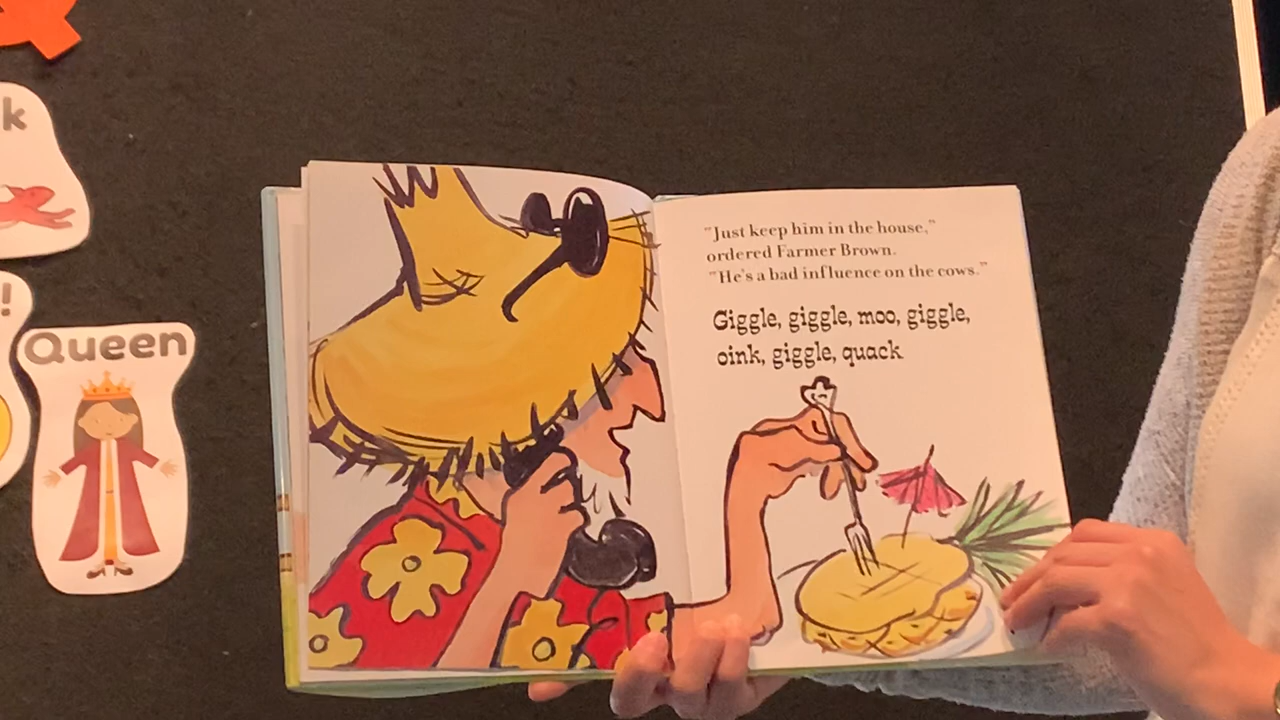 Q
k
!
Queen
"Just keep him in the house,"
ordered Farmer Brown.
"He's a bad influence on the cows."
Giggle, giggle, moo, giggle,
oink, giggle, quack.